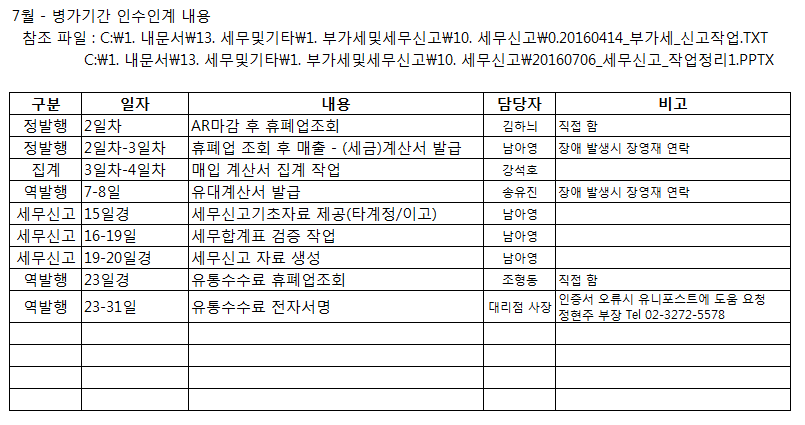 7월 - 병가기간 인수인계 내용
참조 파일 : C:₩1. 내문서₩13. 세무및기타₩1. 부가세및세무신고₩10. 세무신고₩0.20160414_부가세_신고작업.TXT
C:₩1. 내문서₩13. 세무및기타₩1. 부가세및세무신고₩10. 세무신고₩20160706_세무신고_작업정리1.PPTX
구분 일자 내용 담당자 비고
정발행 2일차 AR마감 후 휴폐업조회 김하늬 직접 함
정발행 2일차-3일차 휴폐업 조회 후 매출 - (세금)계산서 발급 남아영 장애 발생시 장영재 연락
집계 3일차-4일차 매입 계산서 집계 작업 강석호
역발행 7-8일 유대계산서 발급 송유진 장애 발생시 장영재 연락
세무신고 15일경 세무신고기초자료 제공(타계정/이고) 남아영
세무신고 16-19일 세무합계표 검증 작업 남아영
세무신고 19-20일경 세무신고 자료 생성 남아영
역발행 23일경 유통수수료 휴폐업조회 조형동 직접 함
역발행 23-31일 유통수수료 전자서명 대리점 사장 인증서 오류시 유니포스트에 도움 요청
정현주 부장 Tel 02-3272-5578